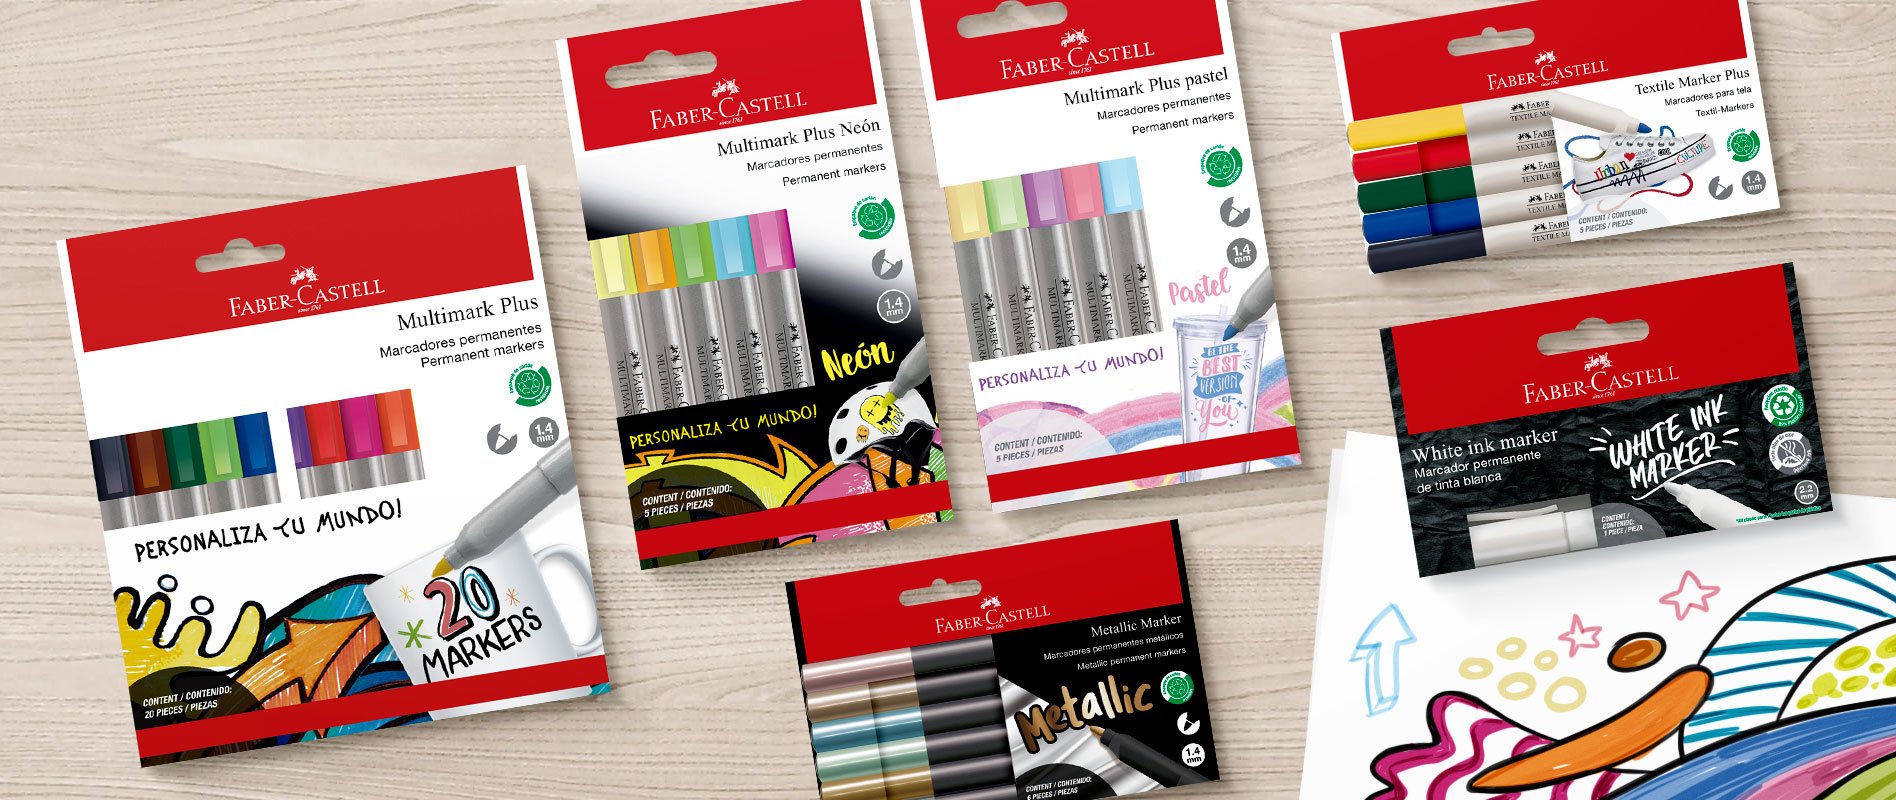 FABER-CASTELL
since 1761
Multimark Plus
Marcadores permanentes
Permanent markers
1.4
mm
PERSONALIZA TU MUNDO!
20
MARKERS
CONTENT / CONTENIDO:
20 PIECES / PIEZAS
FABER-CASTELL
since 1761
Multimark Plus Neón
Marcadores permanentes
Permanent markers
1.4
mm
Neón
PERSONALIZA TU MUNDO!
CONTENT / CONTENIDO:
5 PIECES / PIEZAS
FABER-CASTELL
since 1761
Multimark Plus pastel
Marcadores permanentes
Permanent markers
1.4
mm
Pastel
PERSONALIZA TU MUNDO!
BE THE
BEST
VERSION
OF
YOU
CONTENT / CONTENIDO:
5 PIECES / PIEZAS
FABER-CASTELL
since 1761
Metallic Marker
Marcadores permanentes metálicos
Metallic permanent markers
Metallic
1.4
mm
CONTENT / CONTENIDO:
6 PIECES / PIEZAS
FABER-CASTELL
since 1761
Textile Marker Plus
Marcadores para tela
Textil-Markers
Urban
CULTURE
1.4
mm
CONTENT / CONTENIDO:
5 PIECES / PIEZAS
FABER-CASTELL
since 1761
White ink marker
Marcador permanente
de tinta blanca
WHITE INK
MARKER
2.2
mm
CONTENT /
CONTENIDO:
1 PIECE / PIEZA